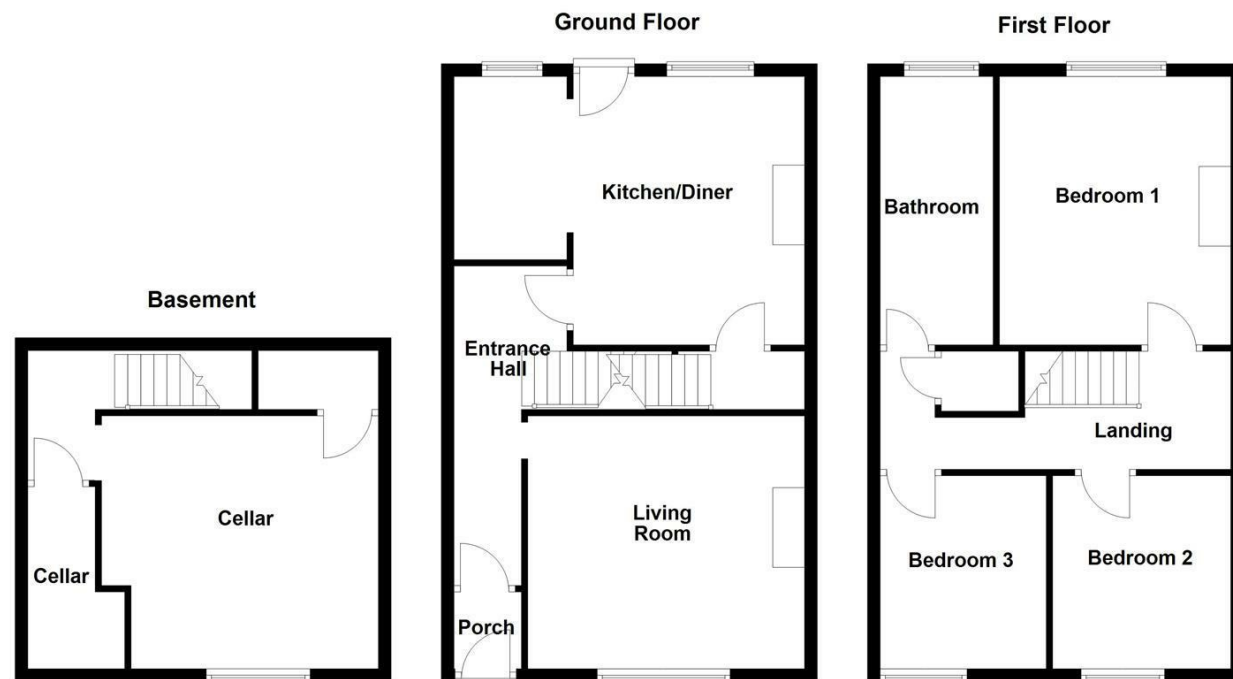 Basement
Cellar
Cellar
Ground Floor
Kitchen/Diner
Entrance
Hall
Living
Room
Porch
First Floor
Bathroom
Bedroom 1
Landing
Bedroom 3
Bedroom 2